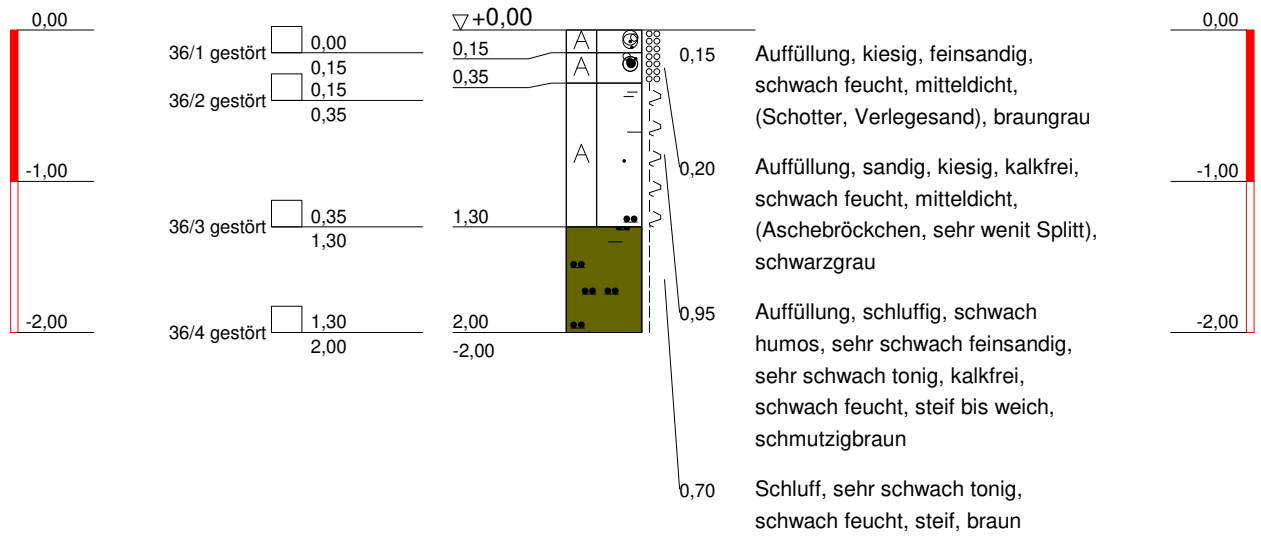 0,00
-1,00
-2,00
36/1 gestört
0,00
0,15
36/2 gestört
0,15
0,35
36/3 gestört
0,35
1,30
36/4 gestört
1,30
2,00
+0,00
0,15
0,35
1,30
2,00
-2,00
A
A
A
0,15
Auffüllung, kiesig, feinsandig,
schwach feucht, mitteldicht,
(Schotter, Verlegesand), braungrau
0,20
Auffüllung, sandig, kiesig, kalkfrei,
schwach feucht, mitteldicht,
(Aschebröckchen, sehr wenit Splitt),
schwarzgrau
0,95
Auffüllung, schluffig, schwach
humos, sehr schwach feinsandig,
sehr schwach tonig, kalkfrei,
schwach feucht, steif bis weich,
schmutzigbraun
0,70
Schluff, sehr schwach tonig,
schwach feucht, steif, braun
0,00
-1,00
-2,00